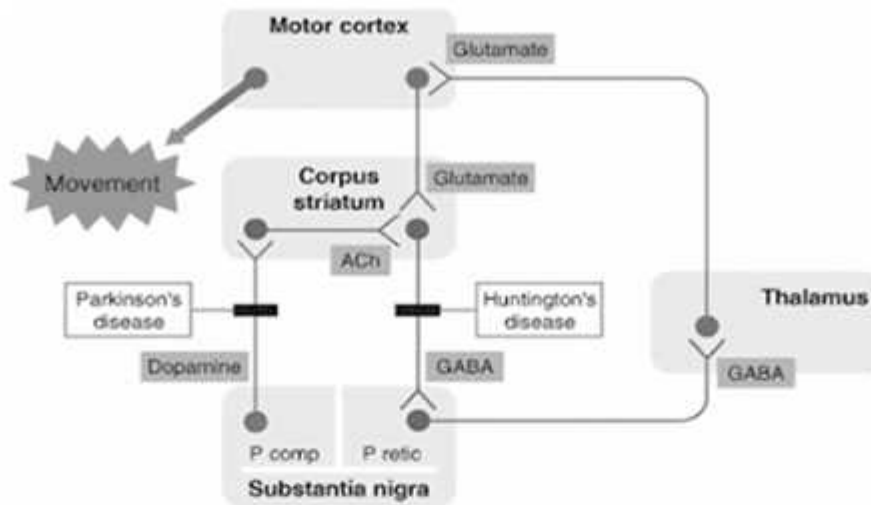 Motor cortex
Glutamate
Movement
Corpus
striatum
Glutamate
ACh
Parkinson's
disease
Huntington's
disease
Thalamus
Dopamine
GABA
GABA
P comp
P retic
Substantia nigra